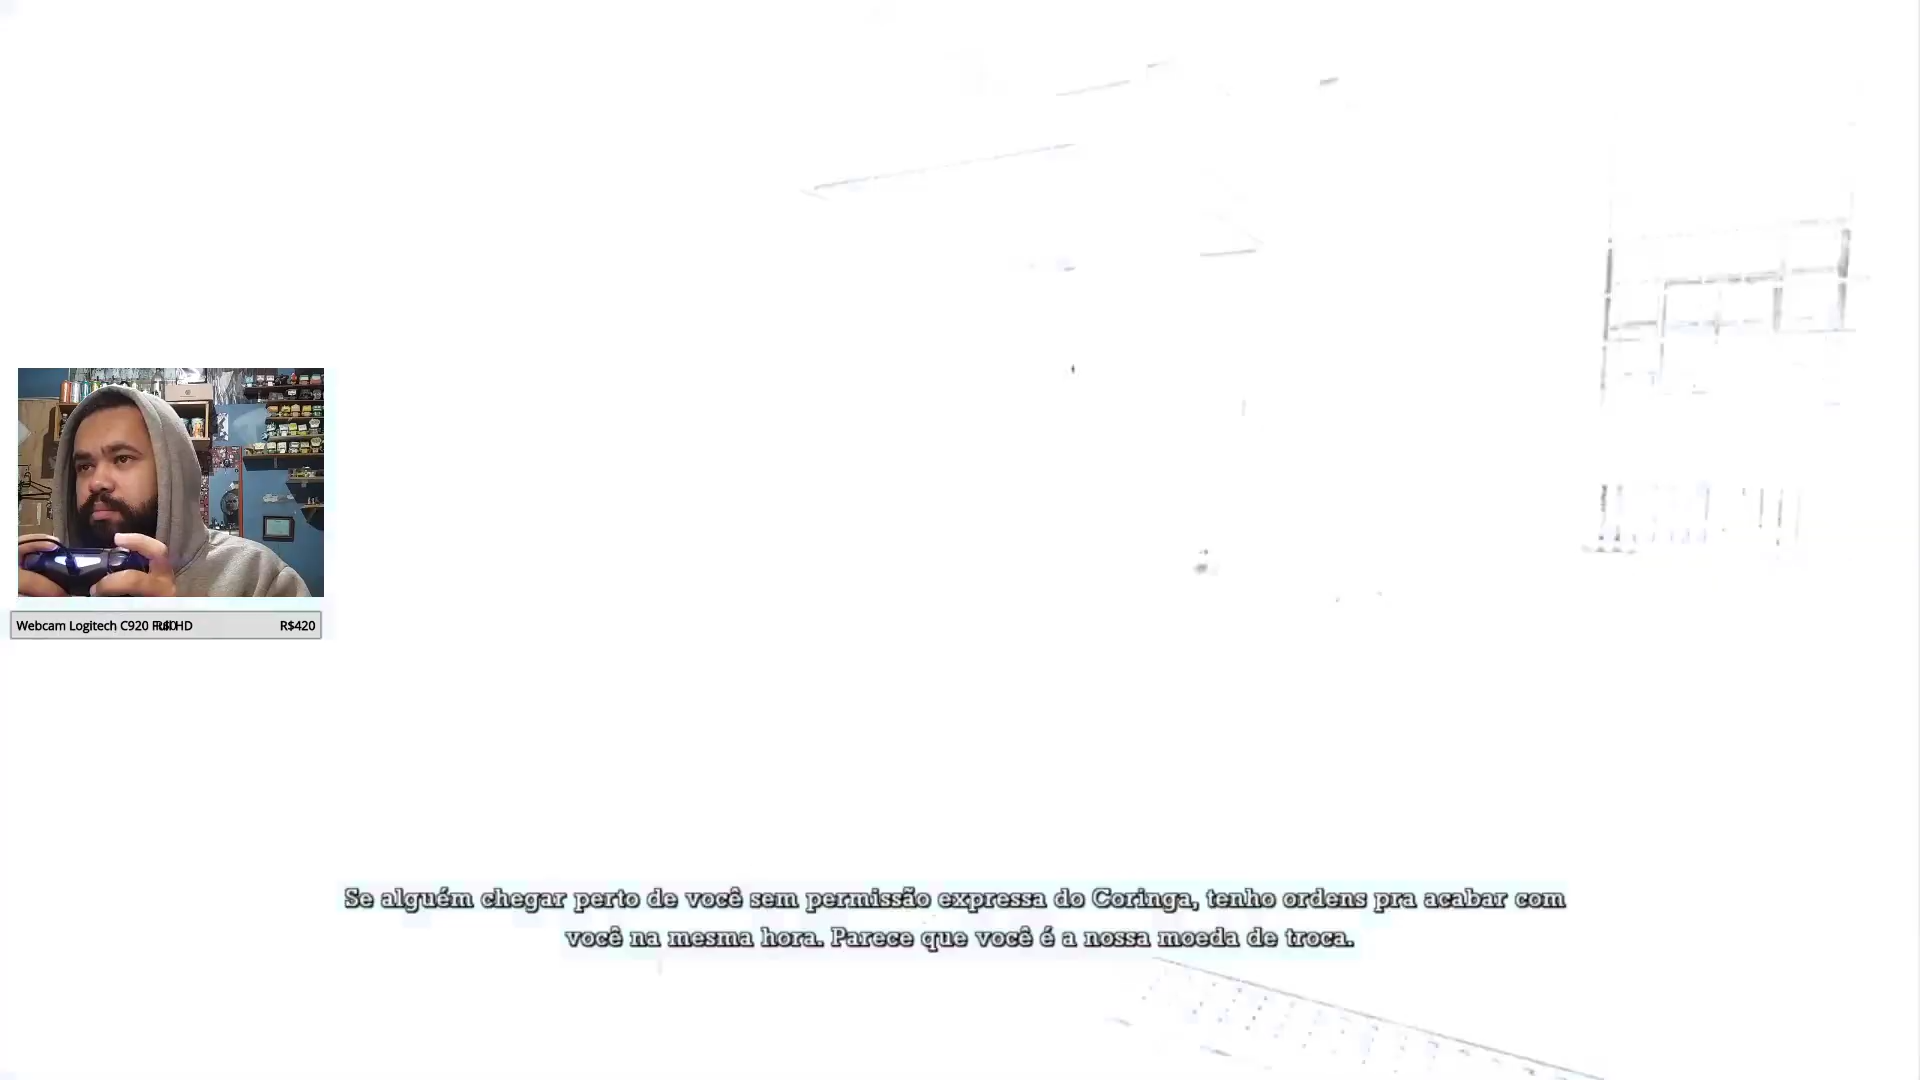 Webcam Logitech C920 Full HD R$420
Se alguém chegar perto de você sem permissão expressa do Coringa, tenho ordens pra acabar com
você na mesma hora. Parece que você é a nossa moeda de troca.